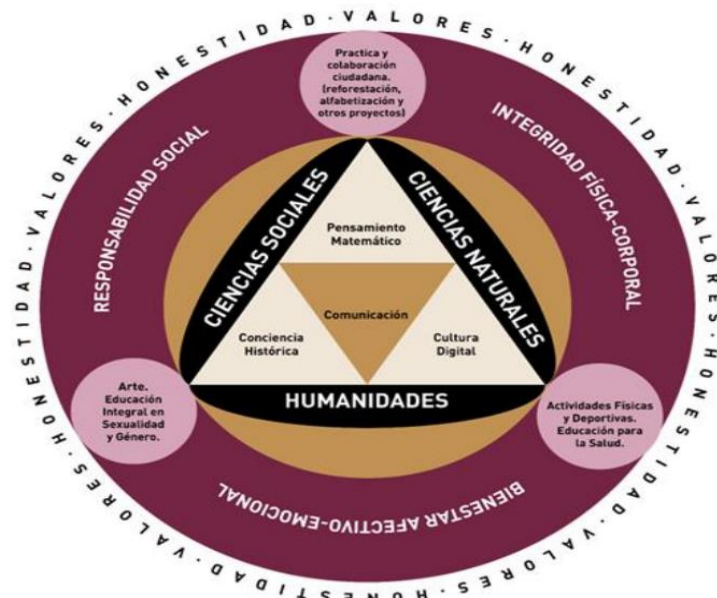 VALORES·HONESTIDAD·VALORES·HONESTIDAD·VALORES·HONESTIDAD·VALORES·HONESTIDAD·VALORES·HONESTIDAD
Practica y
colaboración
ciudadana.
(reforestación,
alfabetización y
otros proyectos)
RESPONSABILIDAD SOCIAL
INTEGRIDAD FÍSICA-CORPORAL
CIENCIAS SOCIALES
CIENCIAS NATURALES
Pensamiento
Matemático
Comunicación
Conciencia
Histórica
Cultura
Digital
HUMANIDADES
Arte.
Educación
Integral en
Sexualidad
y Género.
Actividades Físicas
y Deportivas.
Educación para
la Salud.
BIENESTAR AFECTIVO-EMOCIONAL